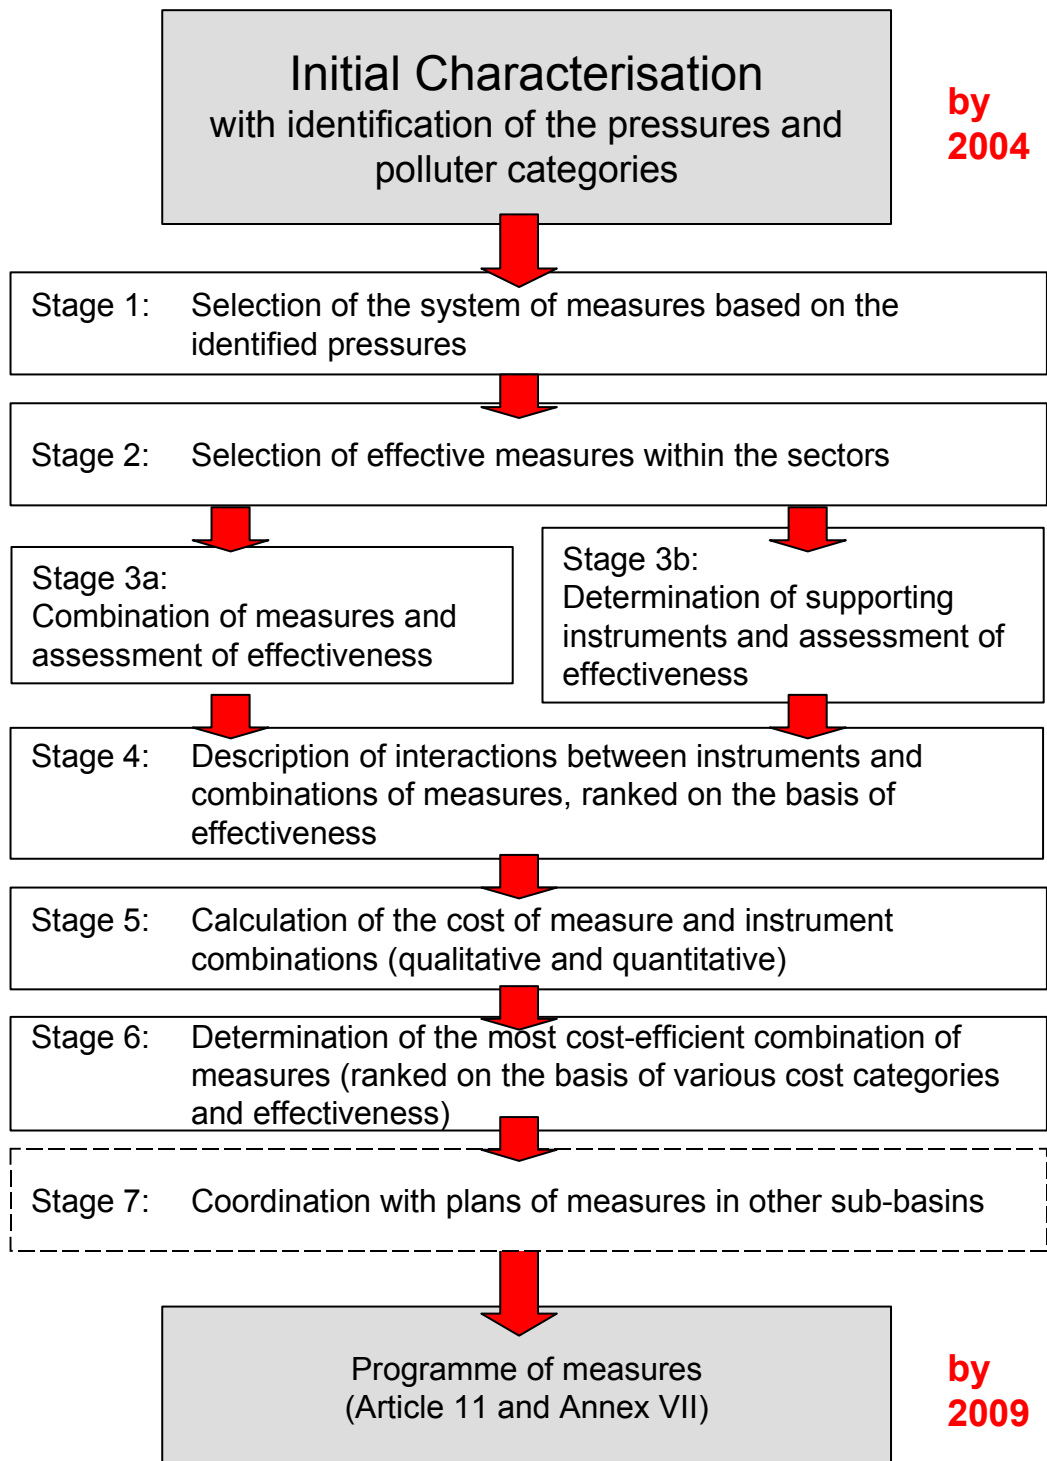 Initial Characterisation
with identification of the pressures and
polluter categories
by
2004
Stage 1: Selection of the system of measures based on the
identified pressures
Stage 2: Selection of effective measures within the sectors
Stage 3a:
Combination of measures and
assessment of effectiveness
Stage 3b:
Determination of supporting
instruments and assessment of
effectiveness
Stage 4: Description of interactions between instruments and
combinations of measures, ranked on the basis of
effectiveness
Stage 5: Calculation of the cost of measure and instrument
combinations (qualitative and quantitative)
Stage 6: Determination of the most cost-efficient combination of
measures (ranked on the basis of various cost categories
and effectiveness)
Stage 7: Coordination with plans of measures in other sub-basins
Programme of measures
(Article 11 and Annex VII)
by
2009